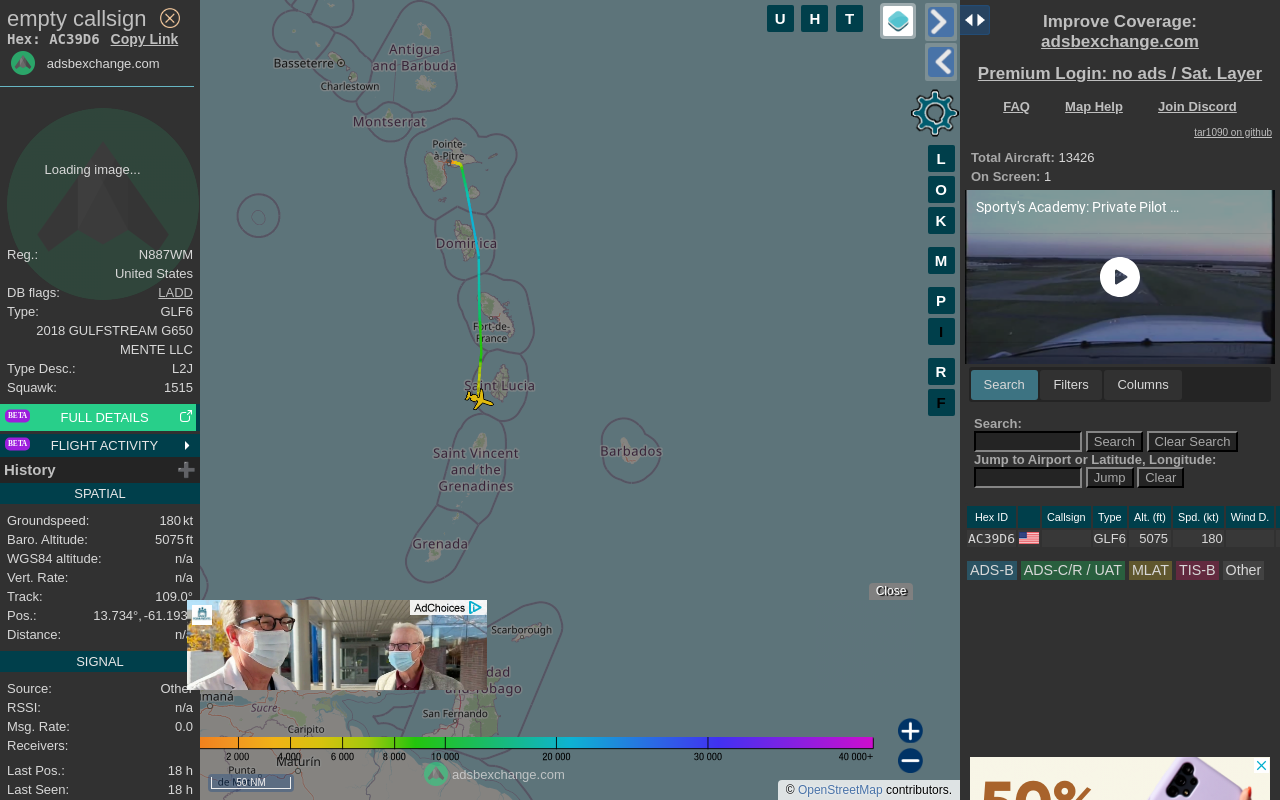 empty callsign
Hex: AC39D6 Copy Link
adsbexchange.com
Loading image...
Reg.: N887WM
United States
DB flags: LADD
Type: GLF6
2018 GULFSTREAM G650
MENTE LLC
Type Desc.: L2J
Squawk: 1515
BETA FULL DETAILS
BETA FLIGHT ACTIVITY
History
SPATIAL
Groundspeed: 180 kt
Baro. Altitude: 5075 ft
WGS84 altitude: n/a
Vert. Rate: n/a
Track: 109.0°
Pos.: 13.734°, -61.193
Distance: n/
SIGNAL
Source: Other
RSSI: n/a
Msg. Rate: 0.0
Receivers:
Last Pos.: 18 h
Last Seen: 18 h
Antigua
and Barbuda
Basseterre
Charlestown
Montserrat
Pointe-
à-Pitre
Dominica
Fort-de-
France
Saint Lucia
Saint Vincent
and the
Grenadines
Barbados
Grenada
Scarborough
dad
and Tobago
San Fernando
umaná
Sucre
Caripito
Maturín
Punta
de M
AdChoices
Close
2 000 4 000 6 000 8 000 10 000 20 000 30 000 40 000+
50 NM
adsbexchange.com
© OpenStreetMap contributors.
U H T
L
O
K
M
P
I
R
F
Improve Coverage:
adsbexchange.com
Premium Login: no ads / Sat. Layer
FAQ Map Help Join Discord
tar1090 on github
Total Aircraft: 13426
On Screen: 1
Sporty's Academy: Private Pilot ...
Search Filters Columns
Search:
Search Clear Search
Jump to Airport or Latitude, Longitude:
Jump Clear
Hex ID Callsign Type Alt. (ft) Spd. (kt) Wind D.
AC39D6 GLF6 5075 180
ADS-B ADS-C/R / UAT MLAT TIS-B Other
50%